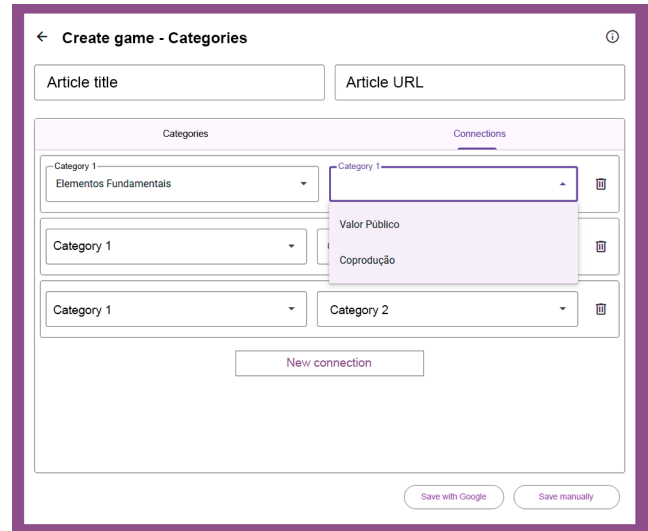 Create game - Categories
Article title
Article URL
Categories
Connections
Category 1
Elementos Fundamentais
Category 1
Valor Público
Coprodução
Category 1
Category 1
Category 2
New connection
Save with Google
Save manually